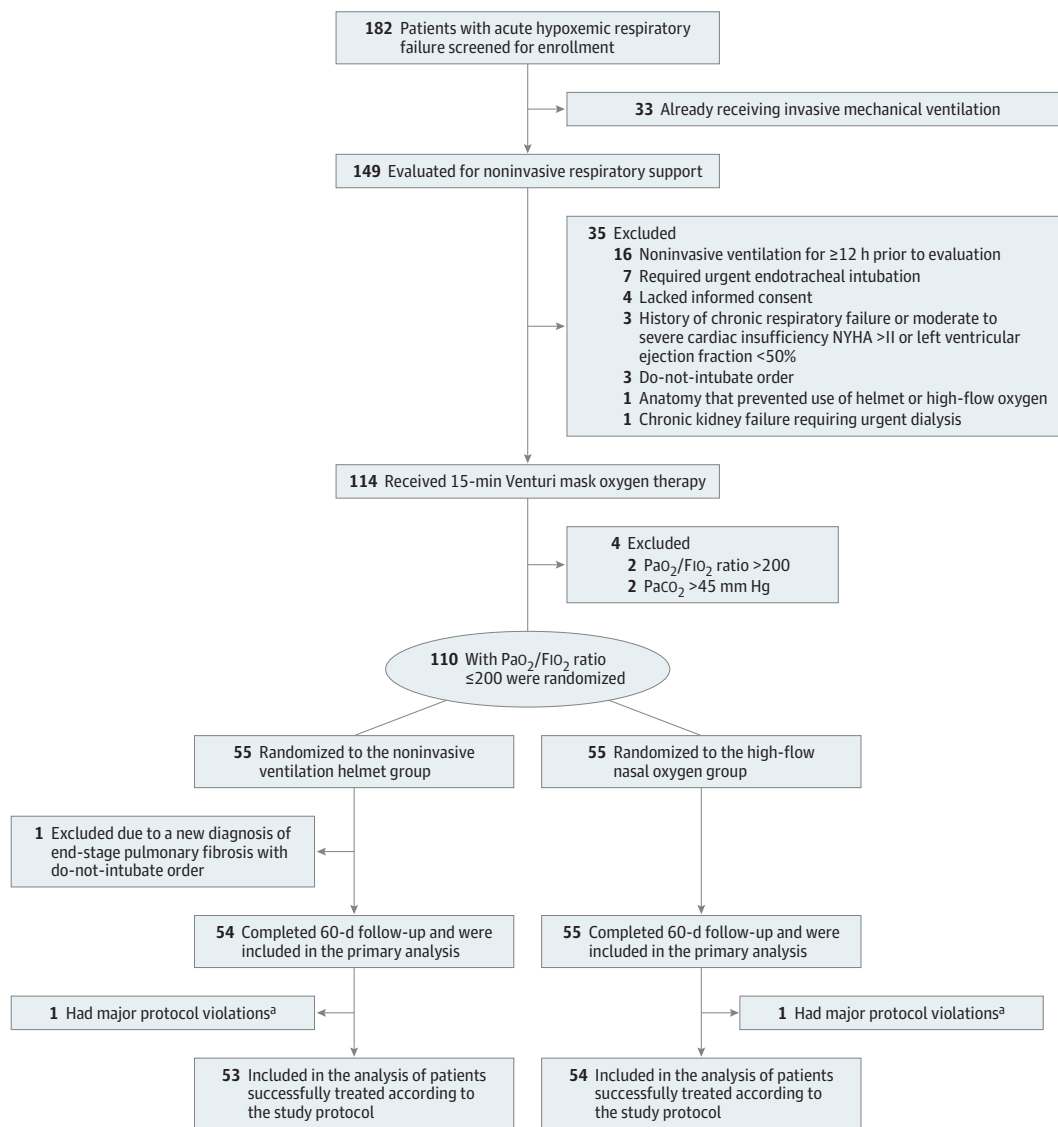 182 Patients with acute hypoxemic respiratory
failure screened for enrollment
33 Already receiving invasive mechanical ventilation
149 Evaluated for noninvasive respiratory support
35 Excluded
16 Noninvasive ventilation for ≥12 h prior to evaluation
7 Required urgent endotracheal intubation
4 Lacked informed consent
3 History of chronic respiratory failure or moderate to
severe cardiac insufficiency NYHA >II or left ventricular
ejection fraction <50%
3 Do-not-intubate order
1 Anatomy that prevented use of helmet or high-flow oxygen
1 Chronic kidney failure requiring urgent dialysis
114 Received 15-min Venturi mask oxygen therapy
4 Excluded
2 PaO₂/FIO₂ ratio >200
2 PaCO₂ >45 mm Hg
110 With PaO₂/FIO₂ ratio
≤200 were randomized
55 Randomized to the noninvasive
ventilation helmet group
55 Randomized to the high-flow
nasal oxygen group
1 Excluded due to a new diagnosis of
end-stage pulmonary fibrosis with
do-not-intubate order
54 Completed 60-d follow-up and were
included in the primary analysis
55 Completed 60-d follow-up and were
included in the primary analysis
1 Had major protocol violationsᵃ
1 Had major protocol violationsᵃ
53 Included in the analysis of patients
successfully treated according to
the study protocol
54 Included in the analysis of patients
successfully treated according to
the study protocol